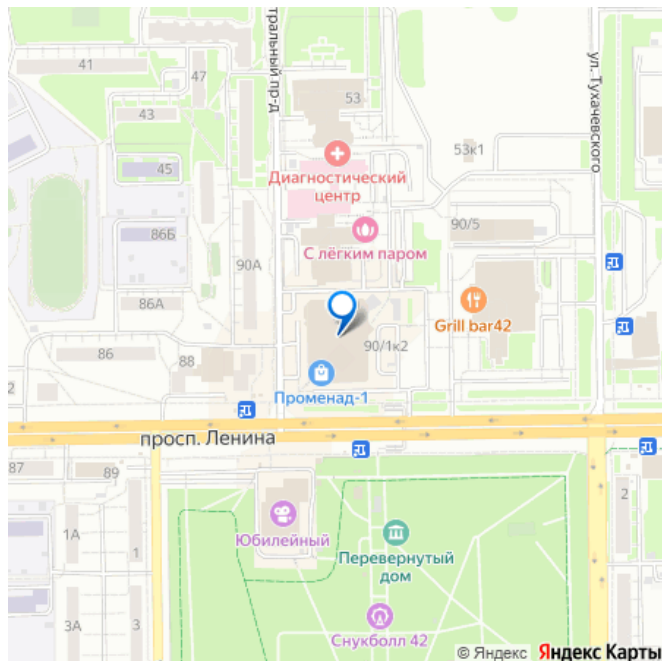 41
47
тральный пр-д
ул. Тухачевского
53
43
53к1
45
Диагностический
центр
90/5
86Б
С лёгким паром
90А
86А
Grill bar42
86
88
90/1к2
2
Променад-1
просп. Ленина
87
89
2
1А
1
Юбилейный
Перевернутый
дом
3А
3
Снукболл 42
© Яндекс Яндекс Карты